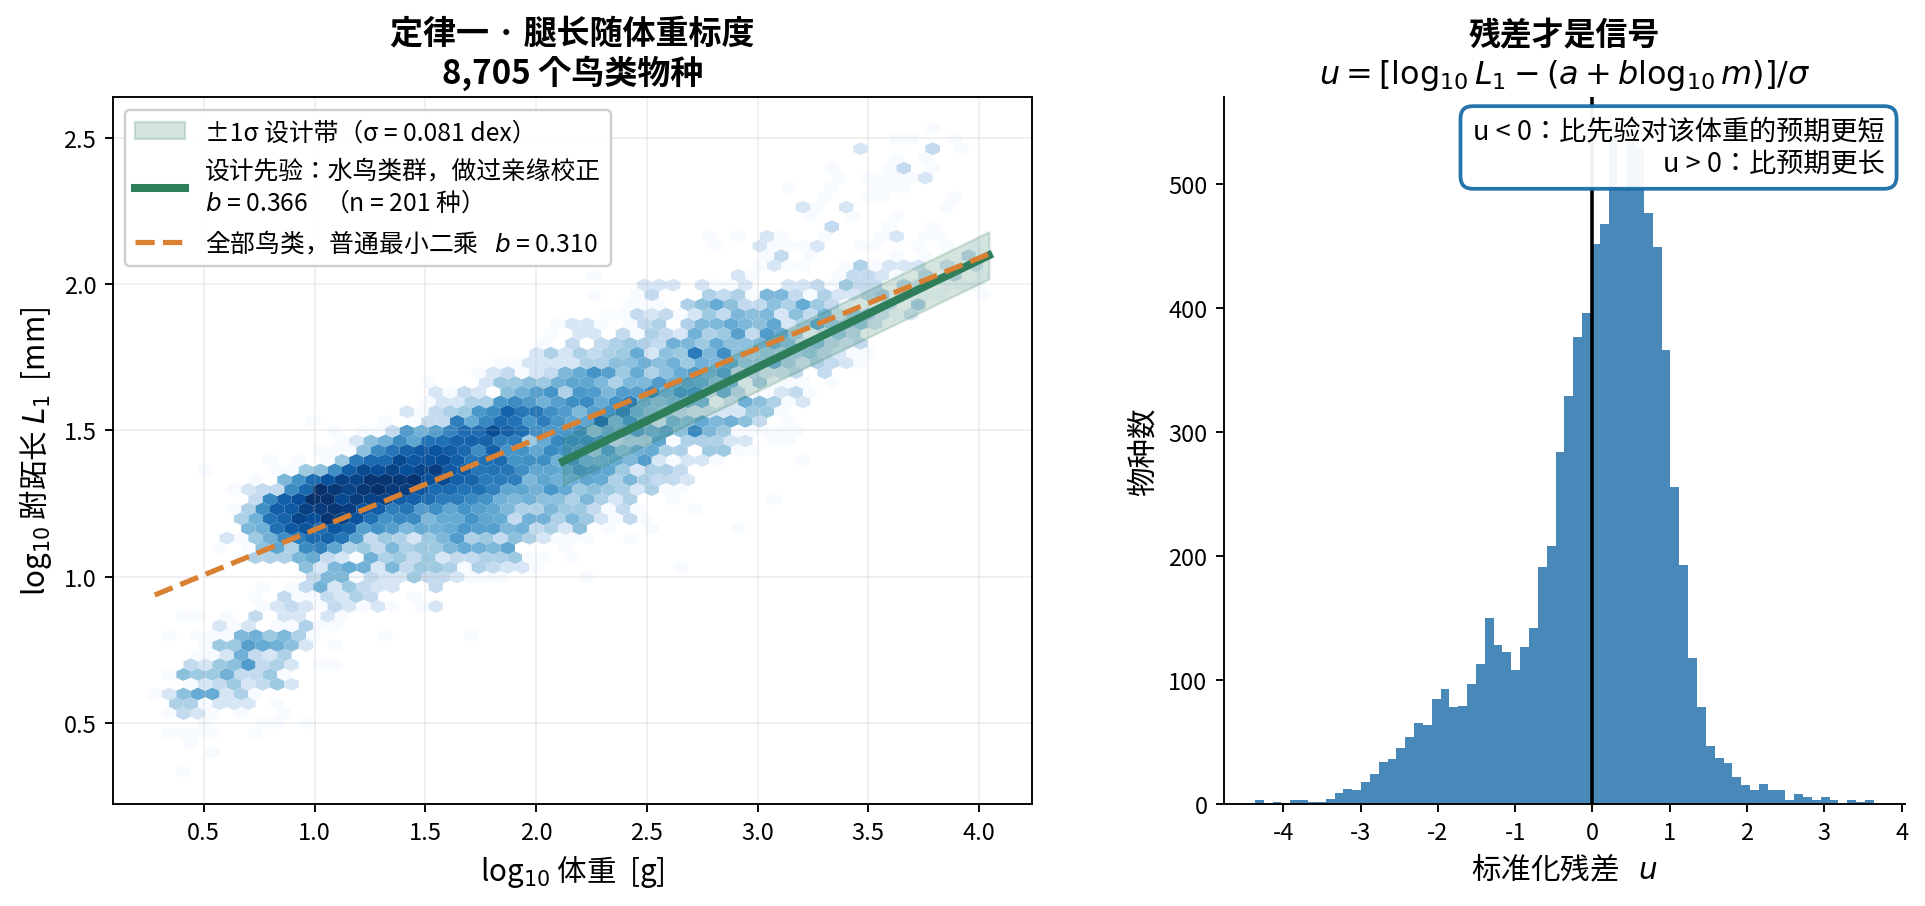 定律一 · 腿长随体重标度
8,705 个鸟类物种
±1σ 设计带（σ = 0.081 dex）
设计先验：水鸟类群，做过亲缘校正
b = 0.366 （n = 201 种）
全部鸟类，普通最小二乘 b = 0.310
log₁₀ 跗跖长 L₁ [mm]
2.5
2.0
1.5
1.0
0.5
0.5 1.0 1.5 2.0 2.5 3.0 3.5 4.0
log₁₀ 体重 [g]
残差才是信号
u = [log₁₀ L₁ − (a + blog₁₀ m)]/σ
u < 0：比先验对该体重的预期更短
u > 0：比预期更长
物种数
500
400
300
200
100
0
-4 -3 -2 -1 0 1 2 3 4
标准化残差 u